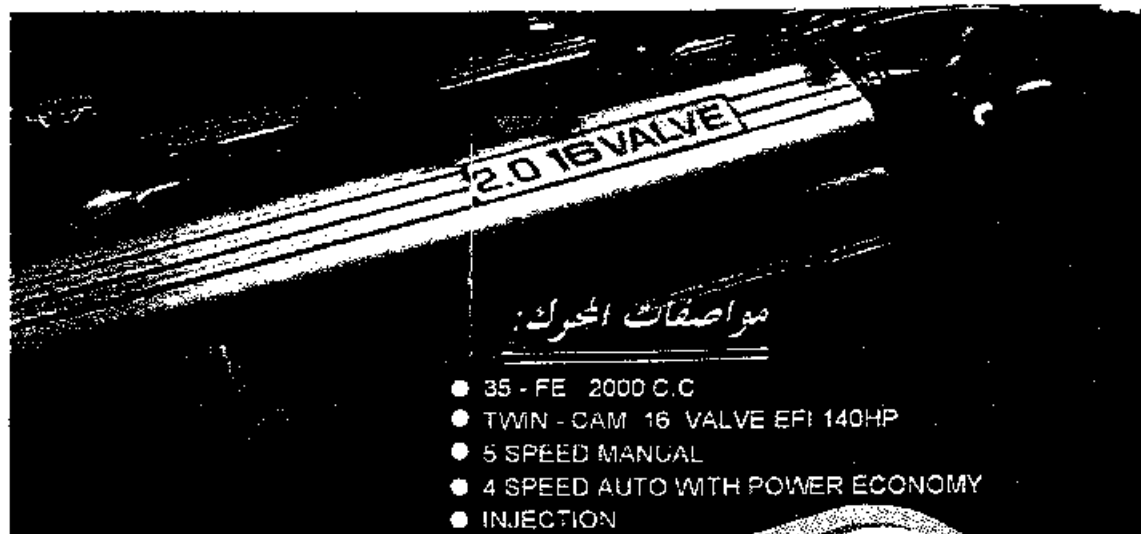 2.0 16 VALVE
مواصفات المحرك:
35 - FE 2000 C.C
TWIN - CAM 16 VALVE EFI 140HP
5 SPEED MANUAL
4 SPEED AUTO WITH POWER ECONOMY
INJECTION